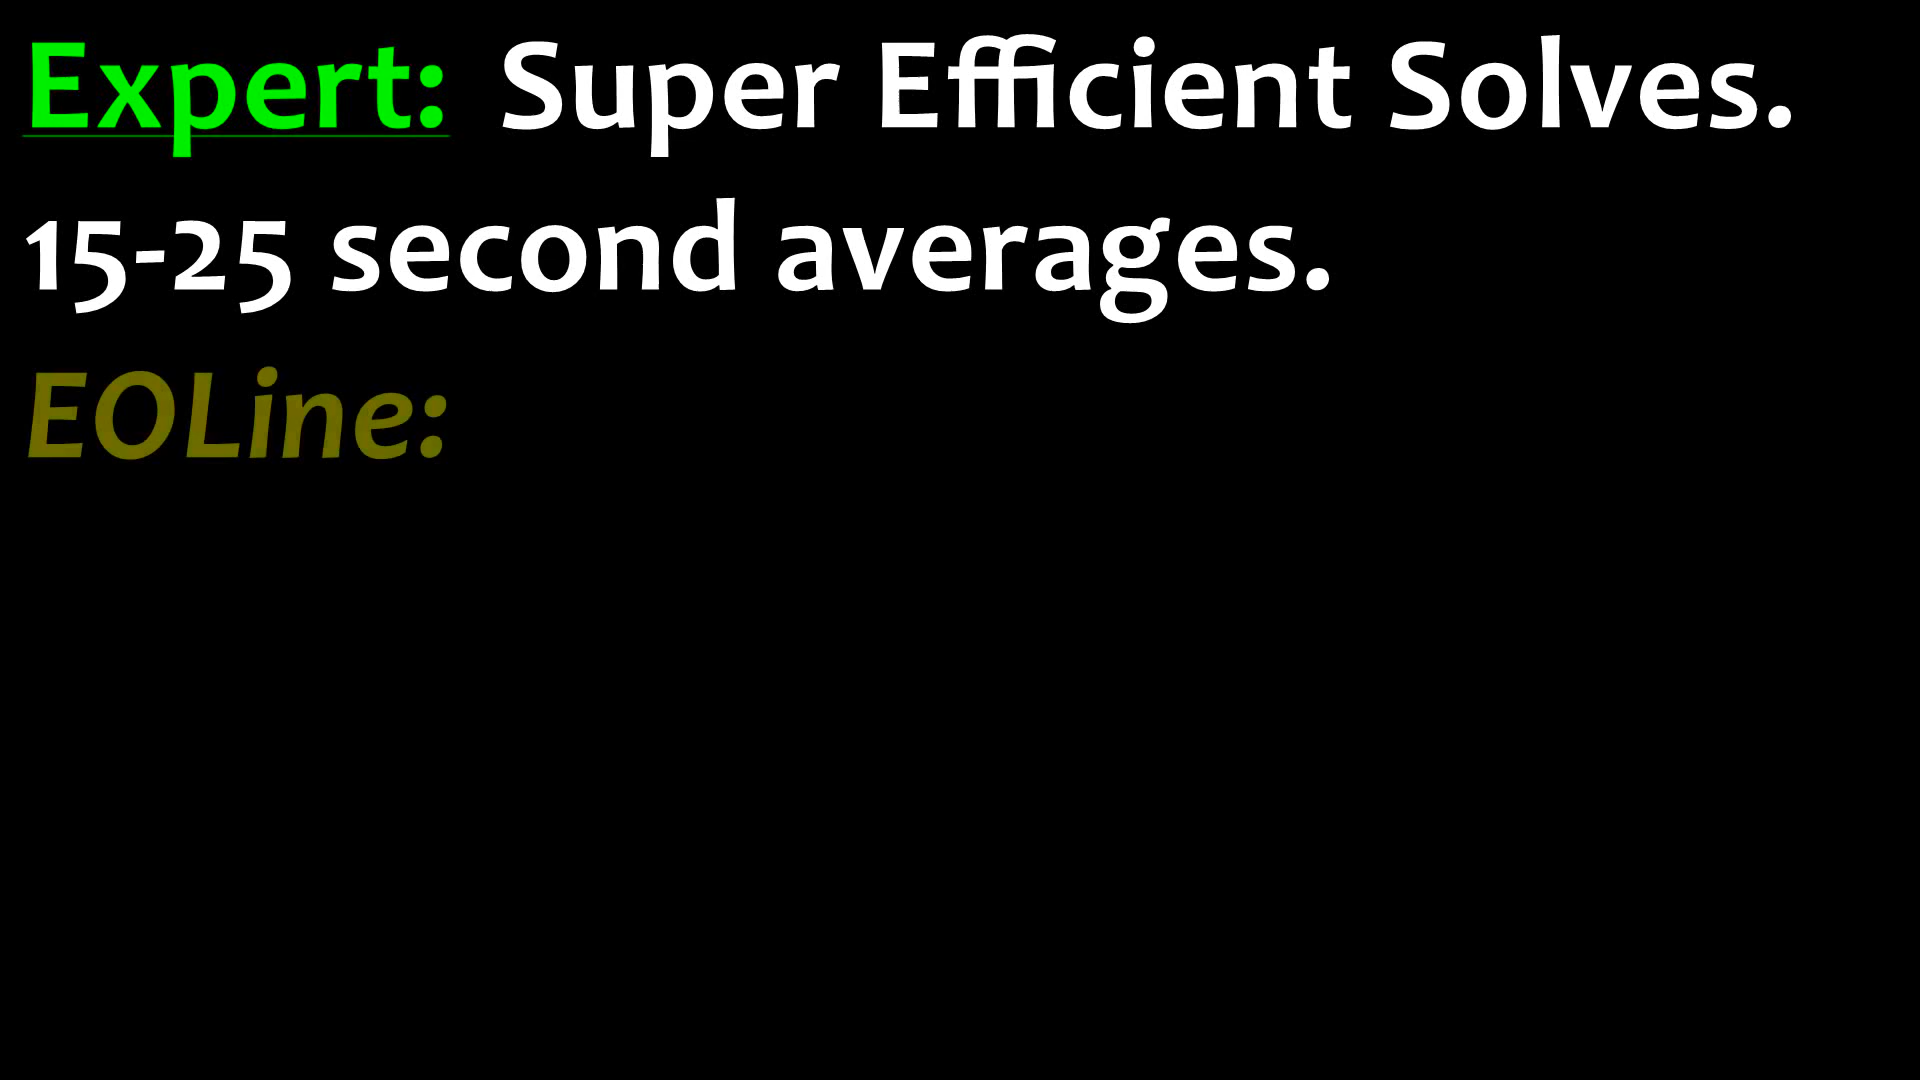 Expert: Super Efficient Solves.
15-25 second averages.
EOLine: